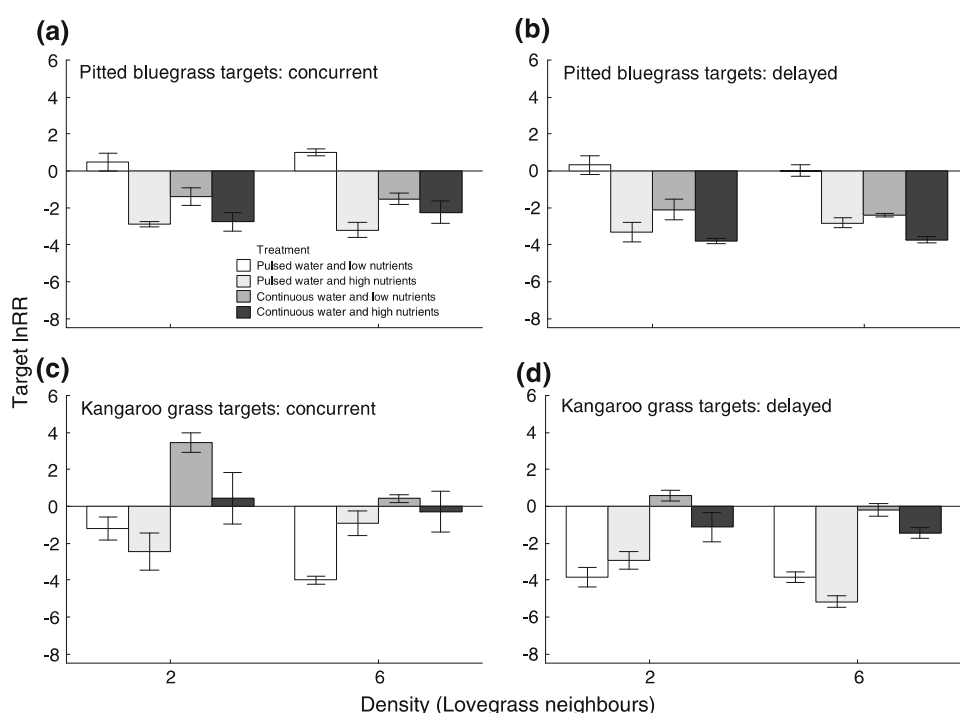 (a)
Pitted bluegrass targets: concurrent
6
4
2
0
-2
-4
-6
-8
Treatment
Pulsed water and low nutrients
Pulsed water and high nutrients
Continuous water and low nutrients
Continuous water and high nutrients
(b)
Pitted bluegrass targets: delayed
6
4
2
0
-2
-4
-6
-8
Target lnRR
(c)
Kangaroo grass targets: concurrent
6
4
2
0
-2
-4
-6
-8
2
6
(d)
Kangaroo grass targets: delayed
6
4
2
0
-2
-4
-6
-8
2
6
Density (Lovegrass neighbours)